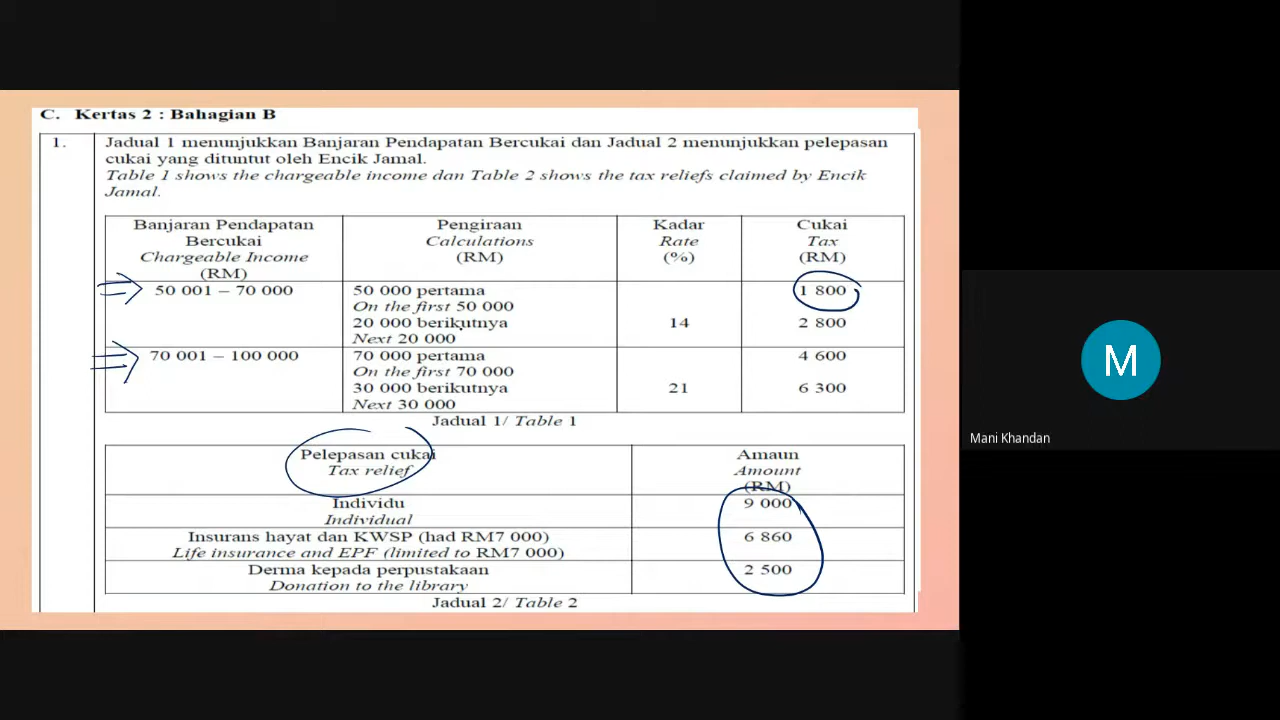 C. Kertas 2 : Bahagian B
1. Jadual 1 menunjukkan Banjaran Pendapatan Bercukai dan Jadual 2 menunjukkan pelepasan
cukai yang dituntut oleh Encik Jamal.
Table 1 shows the chargeable income dan Table 2 shows the tax reliefs claimed by Encik
Jamal.
Banjaran Pendapatan Pengiraan Kadar Cukai
Bercukai Calculations Rate Tax
Chargeable Income (RM) (%) (RM)
(RM)
50 001 – 70 000 50 000 pertama 1 800
On the first 50 000
20 000 berikutnya 14 2 800
Next 20 000
70 001 – 100 000 70 000 pertama 4 600
On the first 70 000
30 000 berikutnya 21 6 300
Next 30 000
Jadual 1/ Table 1
Pelepasan cukai Amaun
Tax relief Amount
(RM)
Individu 9 000
Individual
Insurans hayat dan KWSP (had RM7 000) 6 860
Life insurance and EPF (limited to RM7 000)
Derma kepada perpustakaan 2 500
Donation to the library
Jadual 2/ Table 2
M
Mani Khandan